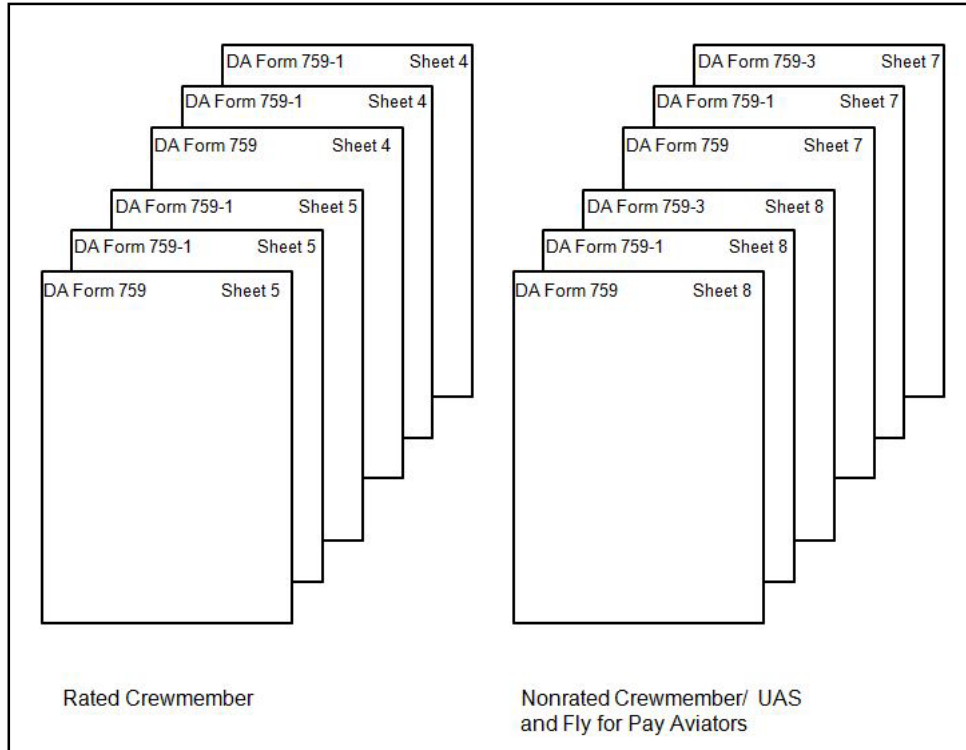 DA Form 759-1 Sheet 4
DA Form 759-1 Sheet 4
DA Form 759 Sheet 4
DA Form 759-1 Sheet 5
DA Form 759-1 Sheet 5
DA Form 759 Sheet 5
Rated Crewmember
DA Form 759-3 Sheet 7
DA Form 759-1 Sheet 7
DA Form 759 Sheet 7
DA Form 759-3 Sheet 8
DA Form 759-1 Sheet 8
DA Form 759 Sheet 8
Nonrated Crewmember/ UAS
and Fly for Pay Aviators